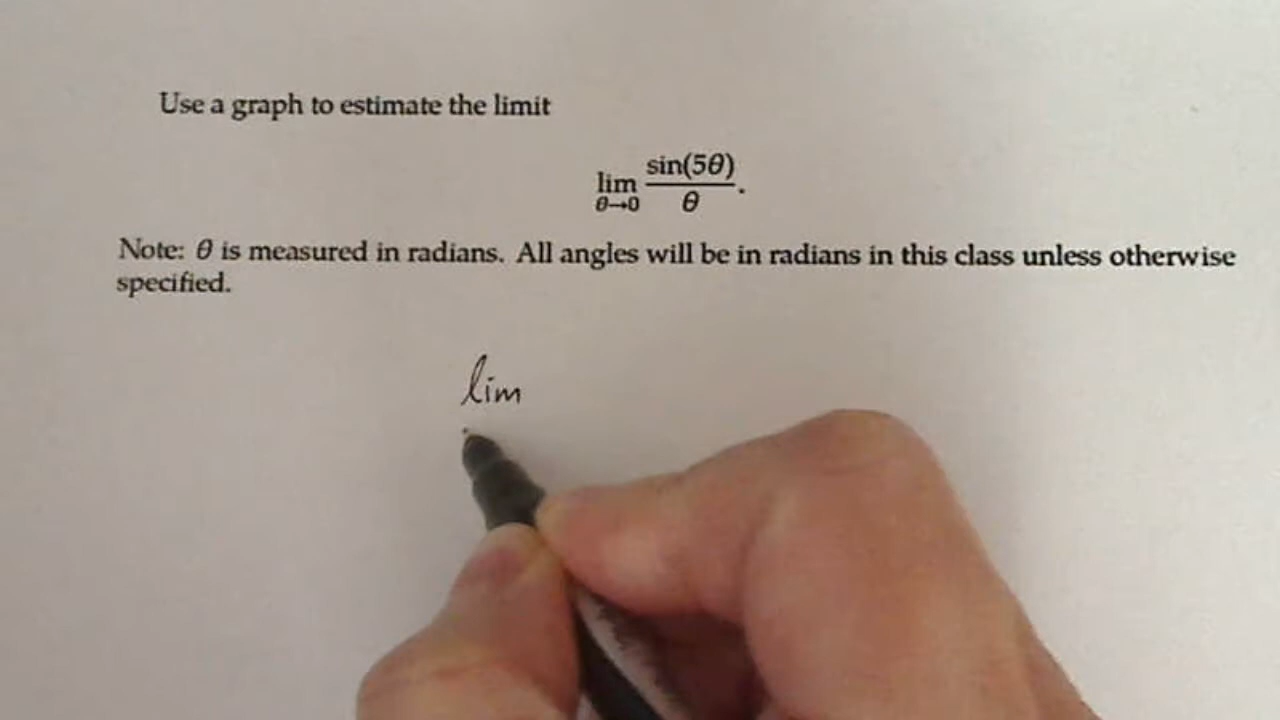 Use a graph to estimate the limit
lim θ→0 sin(5θ)/θ.
Note: θ is measured in radians. All angles will be in radians in this class unless otherwise
specified.
lim